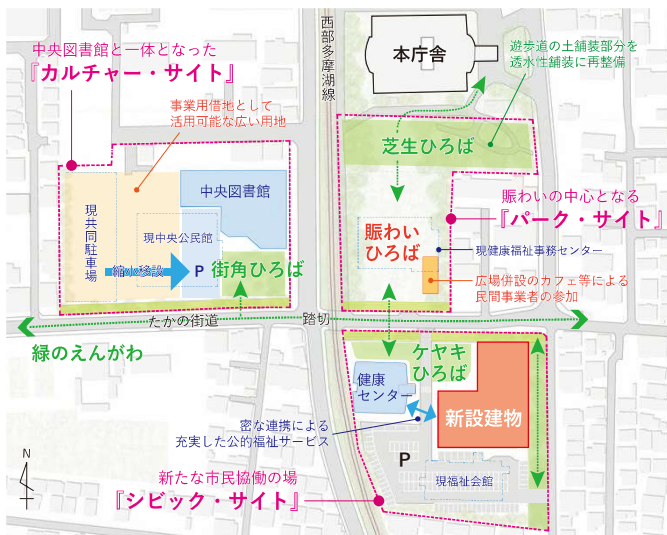 中央図書館と一体となった
『カルチャー・サイト』
事業用借地として
活用可能な広い用地
西部多摩湖線
本庁舎
遊歩道の土舗装部分を
透水性舗装に再整備
芝生ひろば
中央図書館
現共同駐車場
現中央公民館
縮小移設
P
街角ひろば
賑わい
ひろば
賑わいの中心となる
『パーク・サイト』
現健康福祉事務センター
広場併設のカフェ等による
民間事業者の参加
たかの街道
踏切
緑のえんがわ
ケヤキ
ひろば
健康
センター
新設建物
密な連携による
充実した公的福祉サービス
P
現福祉会館
N
新たな市民協働の場
『シビック・サイト』